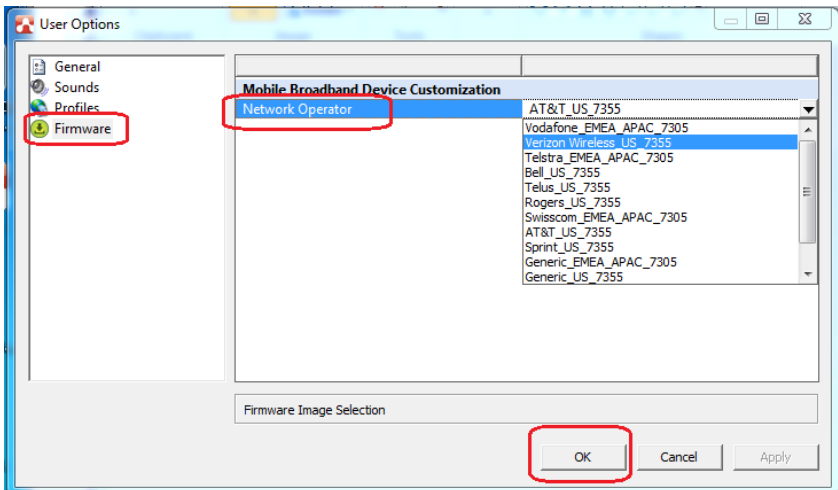 User Options
General
Sounds
Profiles
Firmware
Mobile Broadband Device Customization
Network Operator
AT&T_US_7355
Vodafone_EMEA_APAC_7305
Verizon Wireless_US_7355
Telstra_EMEA_APAC_7305
Bell_US_7355
Telus_US_7355
Rogers_US_7355
Swisscom_EMEA_APAC_7305
AT&T_US_7355
Sprint_US_7355
Generic_EMEA_APAC_7305
Generic_US_7355
Firmware Image Selection
OK
Cancel
Apply